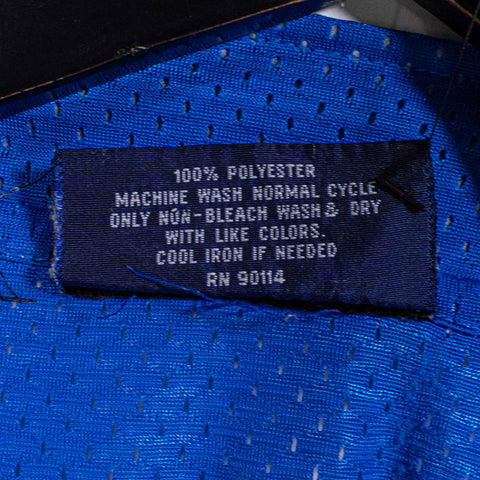 100% POLYESTER
MACHINE WASH NORMAL CYCLE
ONLY NON-BLEACH WASH & DRY
WITH LIKE COLORS.
COOL IRON IF NEEDED
RN 90114